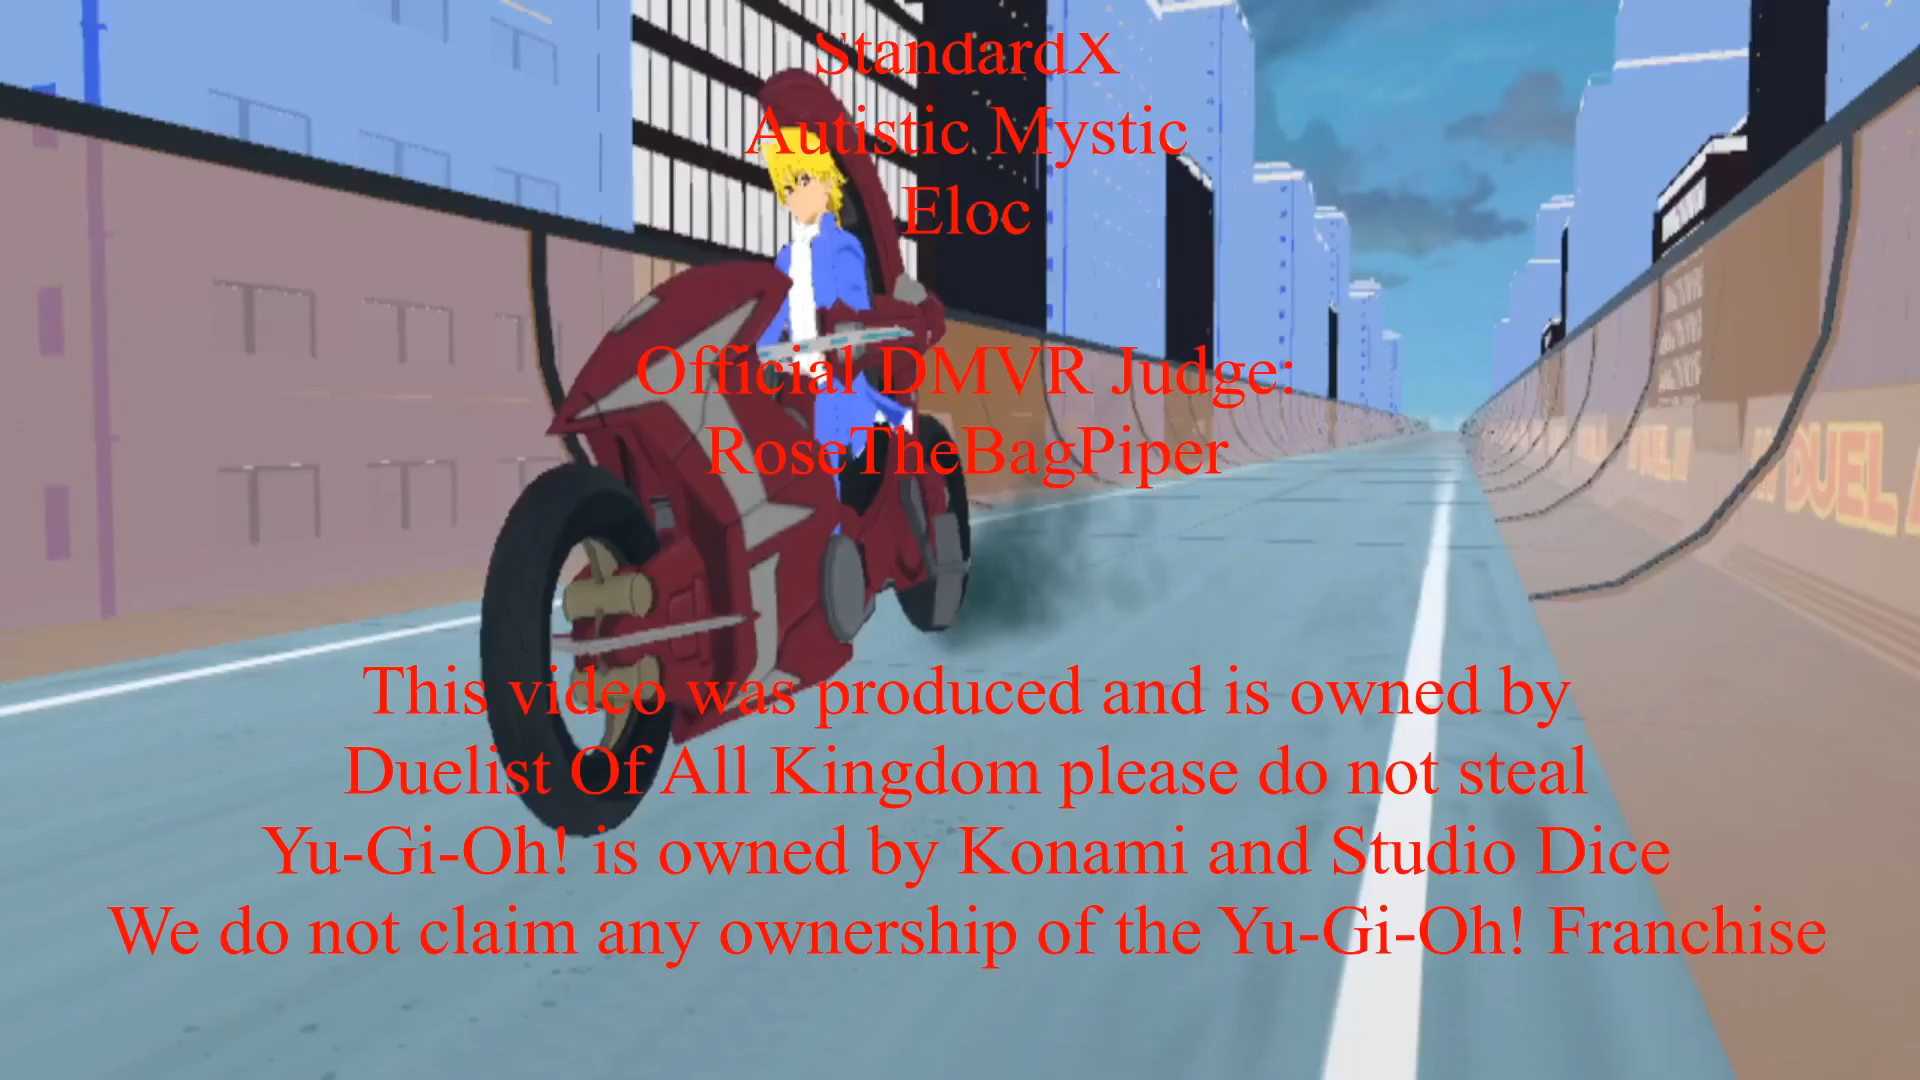 StandardX
Autistic Mystic
Eloc
Official DMVR Judge:
RoseTheBagPiper
This video was produced and is owned by
Duelist Of All Kingdom please do not steal
Yu-Gi-Oh! is owned by Konami and Studio Dice
We do not claim any ownership of the Yu-Gi-Oh! Franchise
DUEL